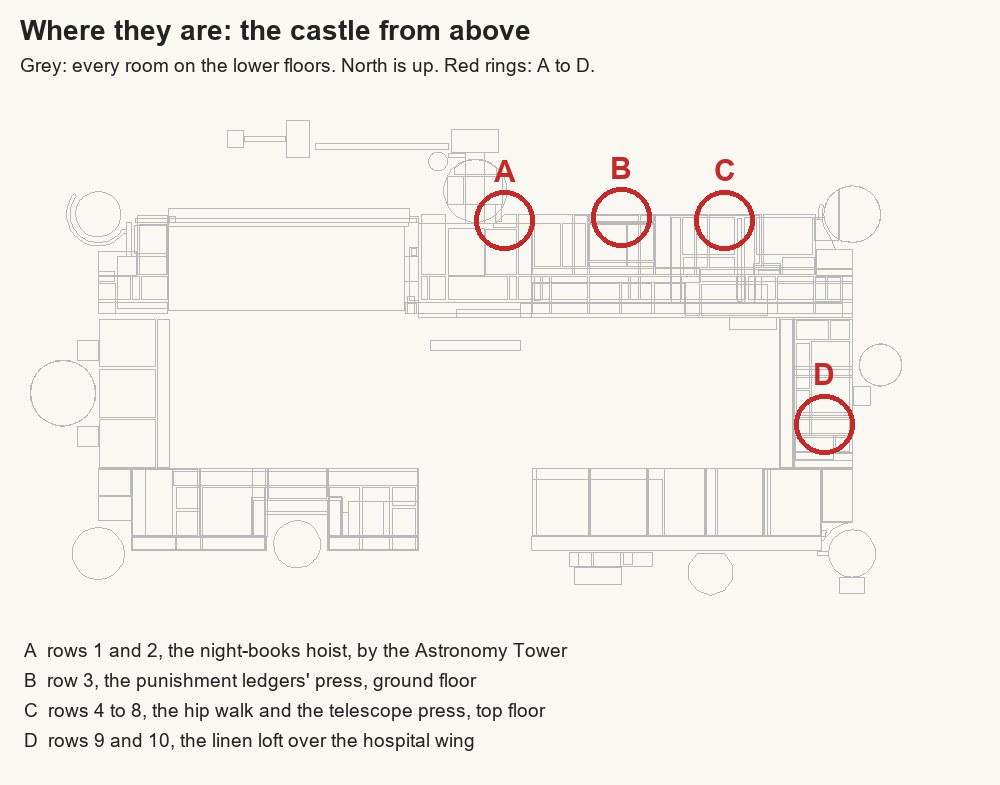 Where they are: the castle from above
Grey: every room on the lower floors. North is up. Red rings: A to D.
A
B
C
D
A rows 1 and 2, the night-books hoist, by the Astronomy Tower
B row 3, the punishment ledgers' press, ground floor
C rows 4 to 8, the hip walk and the telescope press, top floor
D rows 9 and 10, the linen loft over the hospital wing